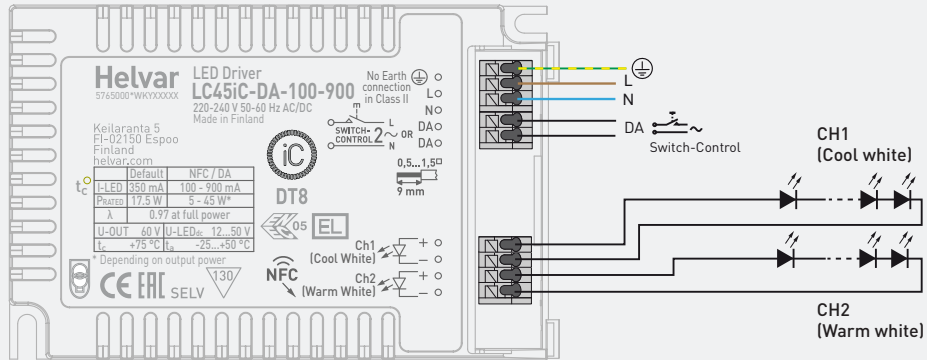 Helvar
5765000*WKYXXXXX
LED Driver
LC45iC-DA-100-900
220-240 V 50-60 Hz AC/DC
Made in Finland
Keilaranta 5
FI-02150 Espoo
Finland
helvar.com
tc
Default NFC / DA
I-LED 350 mA 100 - 900 mA
PRATED 17.5 W 5 - 45 W*
λ 0.97 at full power
U-OUT 60 V U-LEDdc 12...50 V
tc +75 °C ta -25...+50 °C
* Depending on output power
CE EAC SELV 130
No Earth
connection
in Class II
L
N
DA
DA
m
L
SWITCH-
CONTROL 2 ~ OR
N
0,5...1,5
9 mm
iC
DT8
05 EL
NFC
Ch1
(Cool White)
+
–
Ch2
(Warm White)
+
–
L
N
DA ~
Switch-Control
CH1
(Cool white)
CH2
(Warm white)